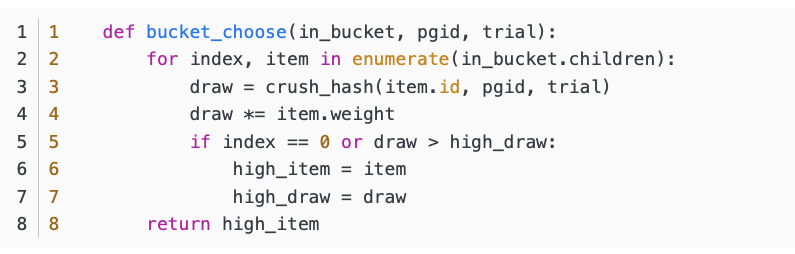 1 1 def bucket_choose(in_bucket, pgid, trial):
2 2 for index, item in enumerate(in_bucket.children):
3 3 draw = crush_hash(item.id, pgid, trial)
4 4 draw *= item.weight
5 5 if index == 0 or draw > high_draw:
6 6 high_item = item
7 7 high_draw = draw
8 8 return high_item